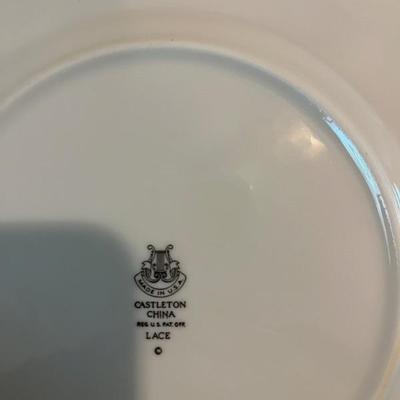 MADE IN U.S.A.
CASTLETON
CHINA
REG. U.S. PAT. OFF.
LACE
©